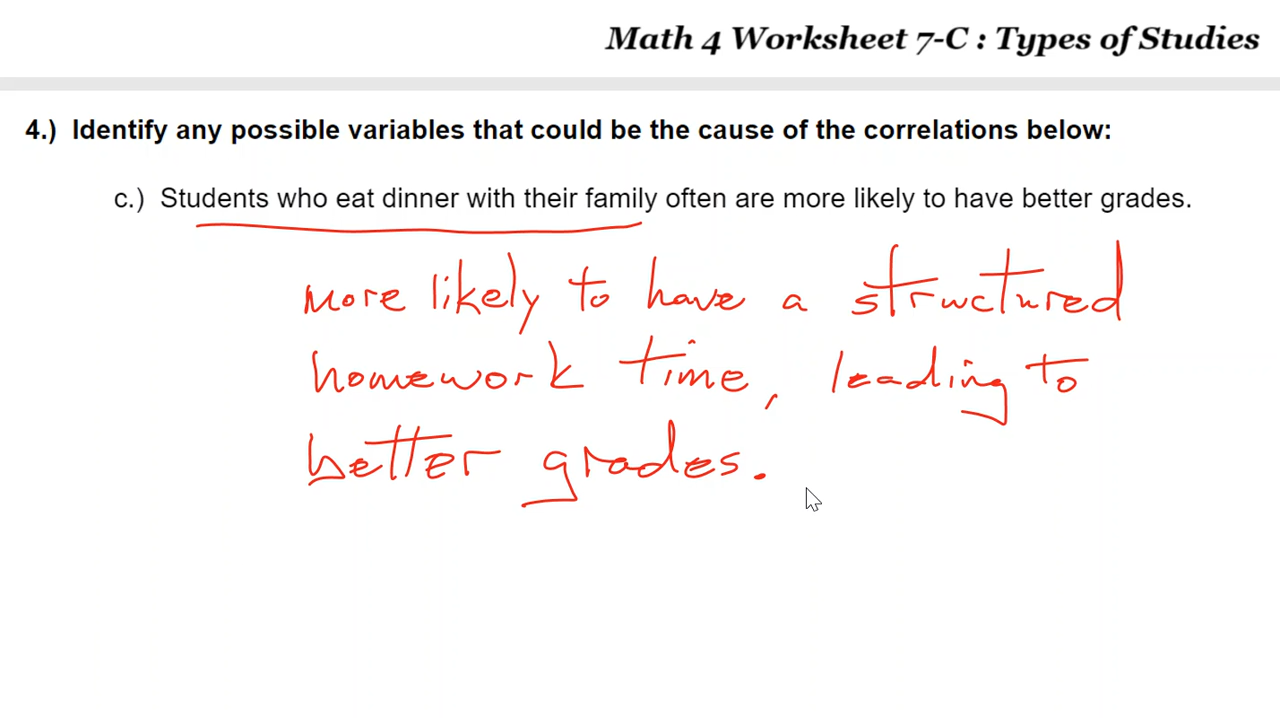 Math 4 Worksheet 7-C : Types of Studies
4.) Identify any possible variables that could be the cause of the correlations below:
c.) Students who eat dinner with their family often are more likely to have better grades.
more likely to have a structured
homework time, leading to
better grades.